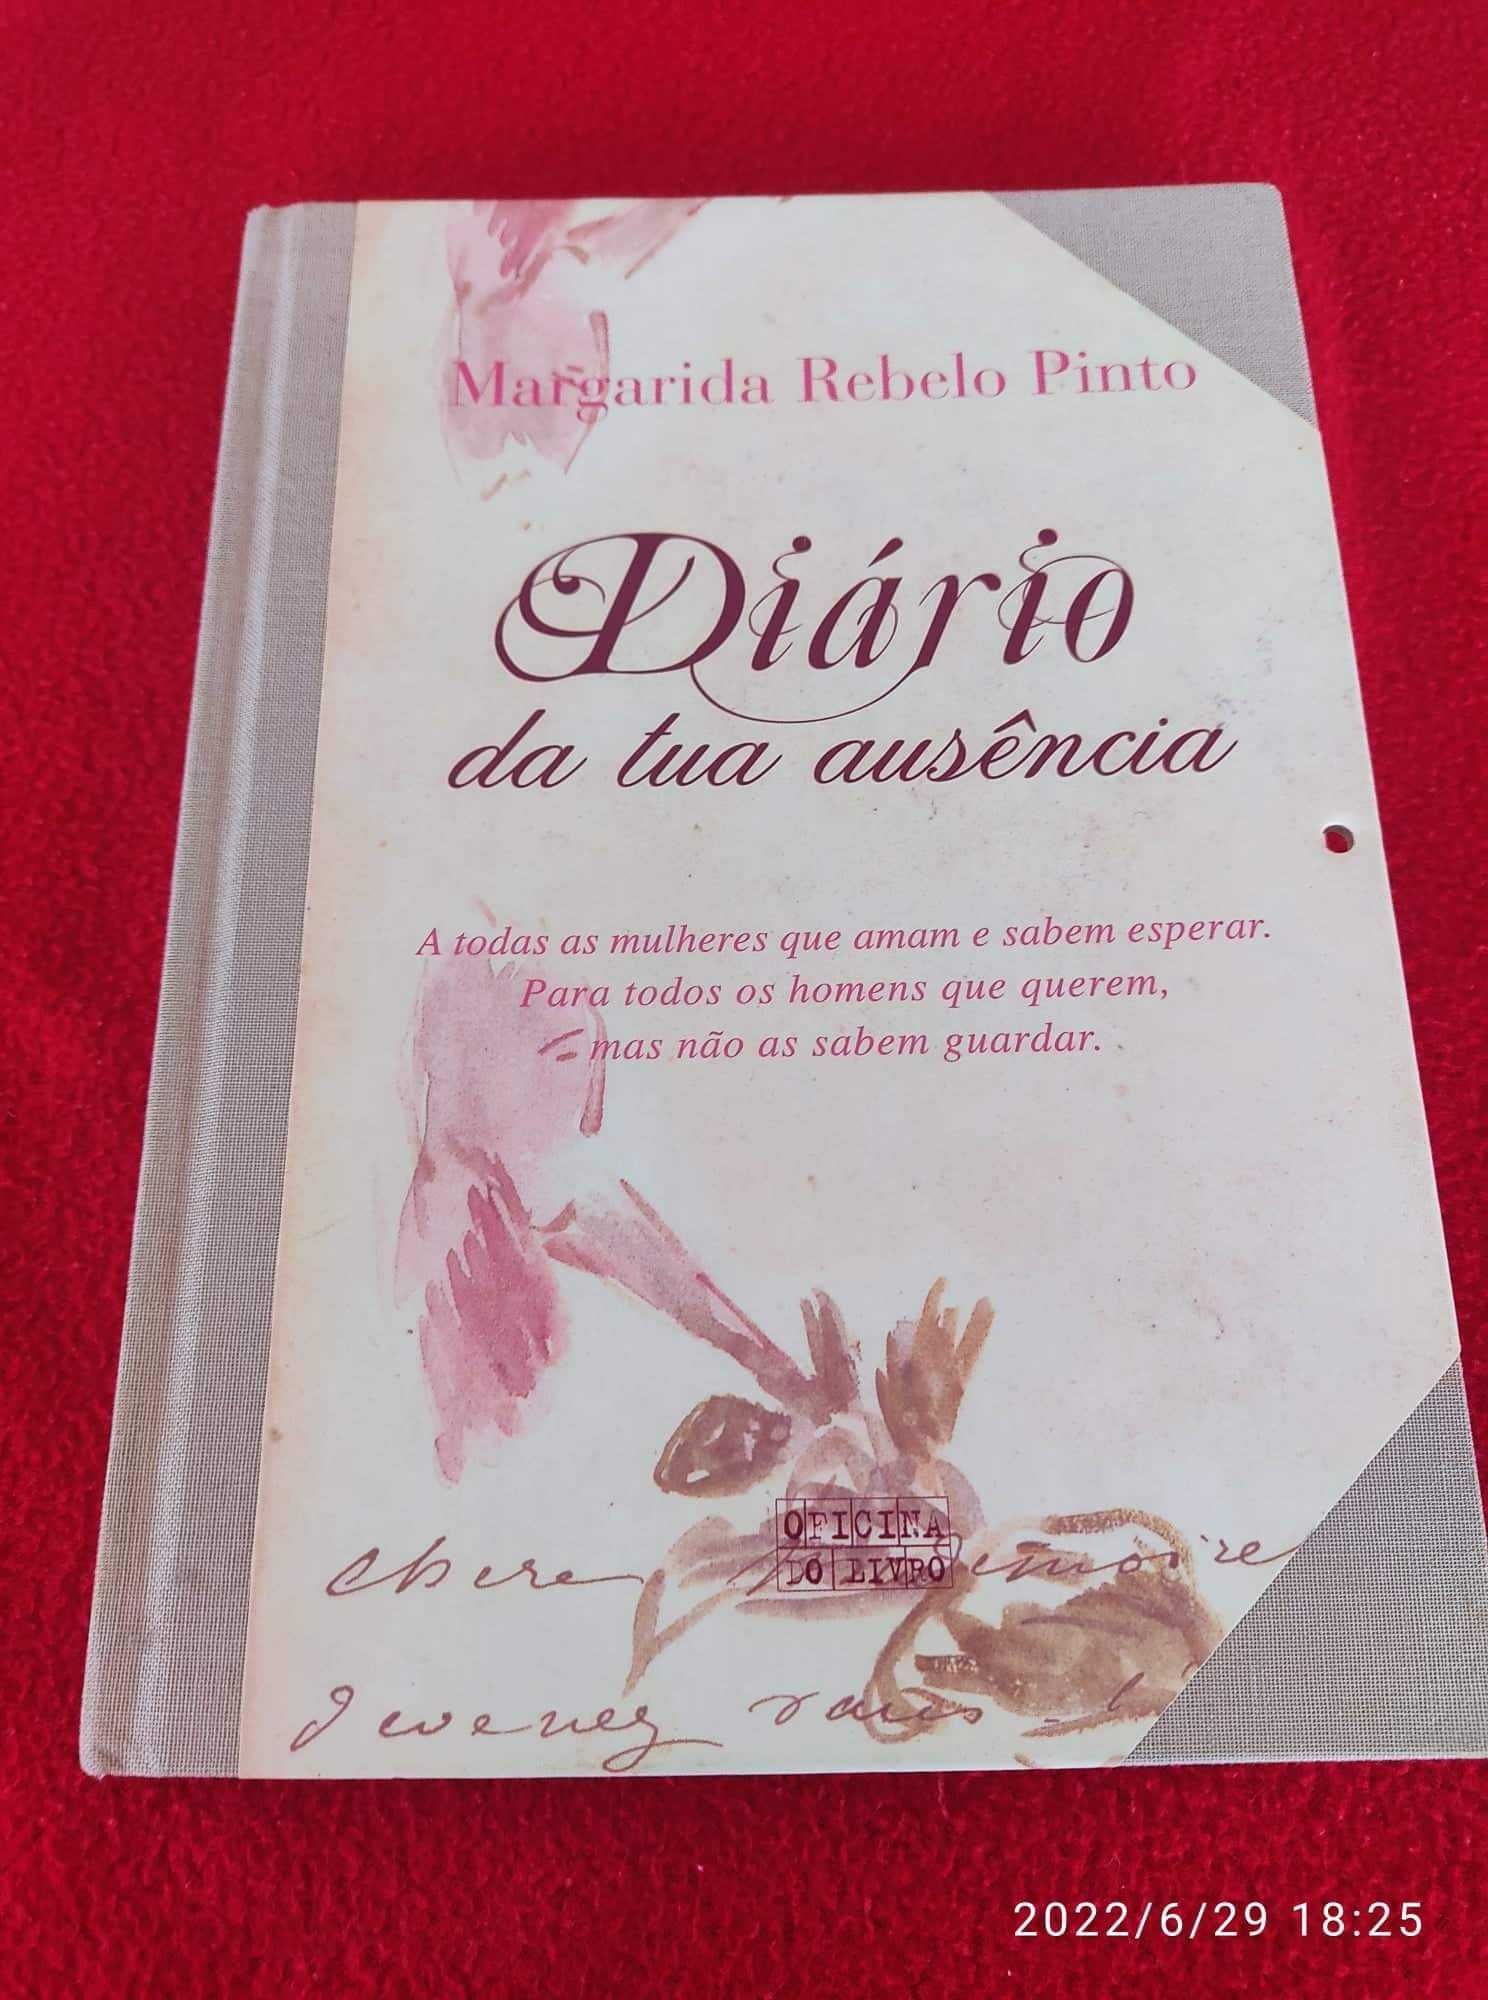 Margarida Rebelo Pinto
Diário
da tua ausência
A todas as mulheres que amam e sabem esperar.
Para todos os homens que querem,
mas não as sabem guardar.
OFICINA
DO LIVRO
chere
2022/6/29 18:25